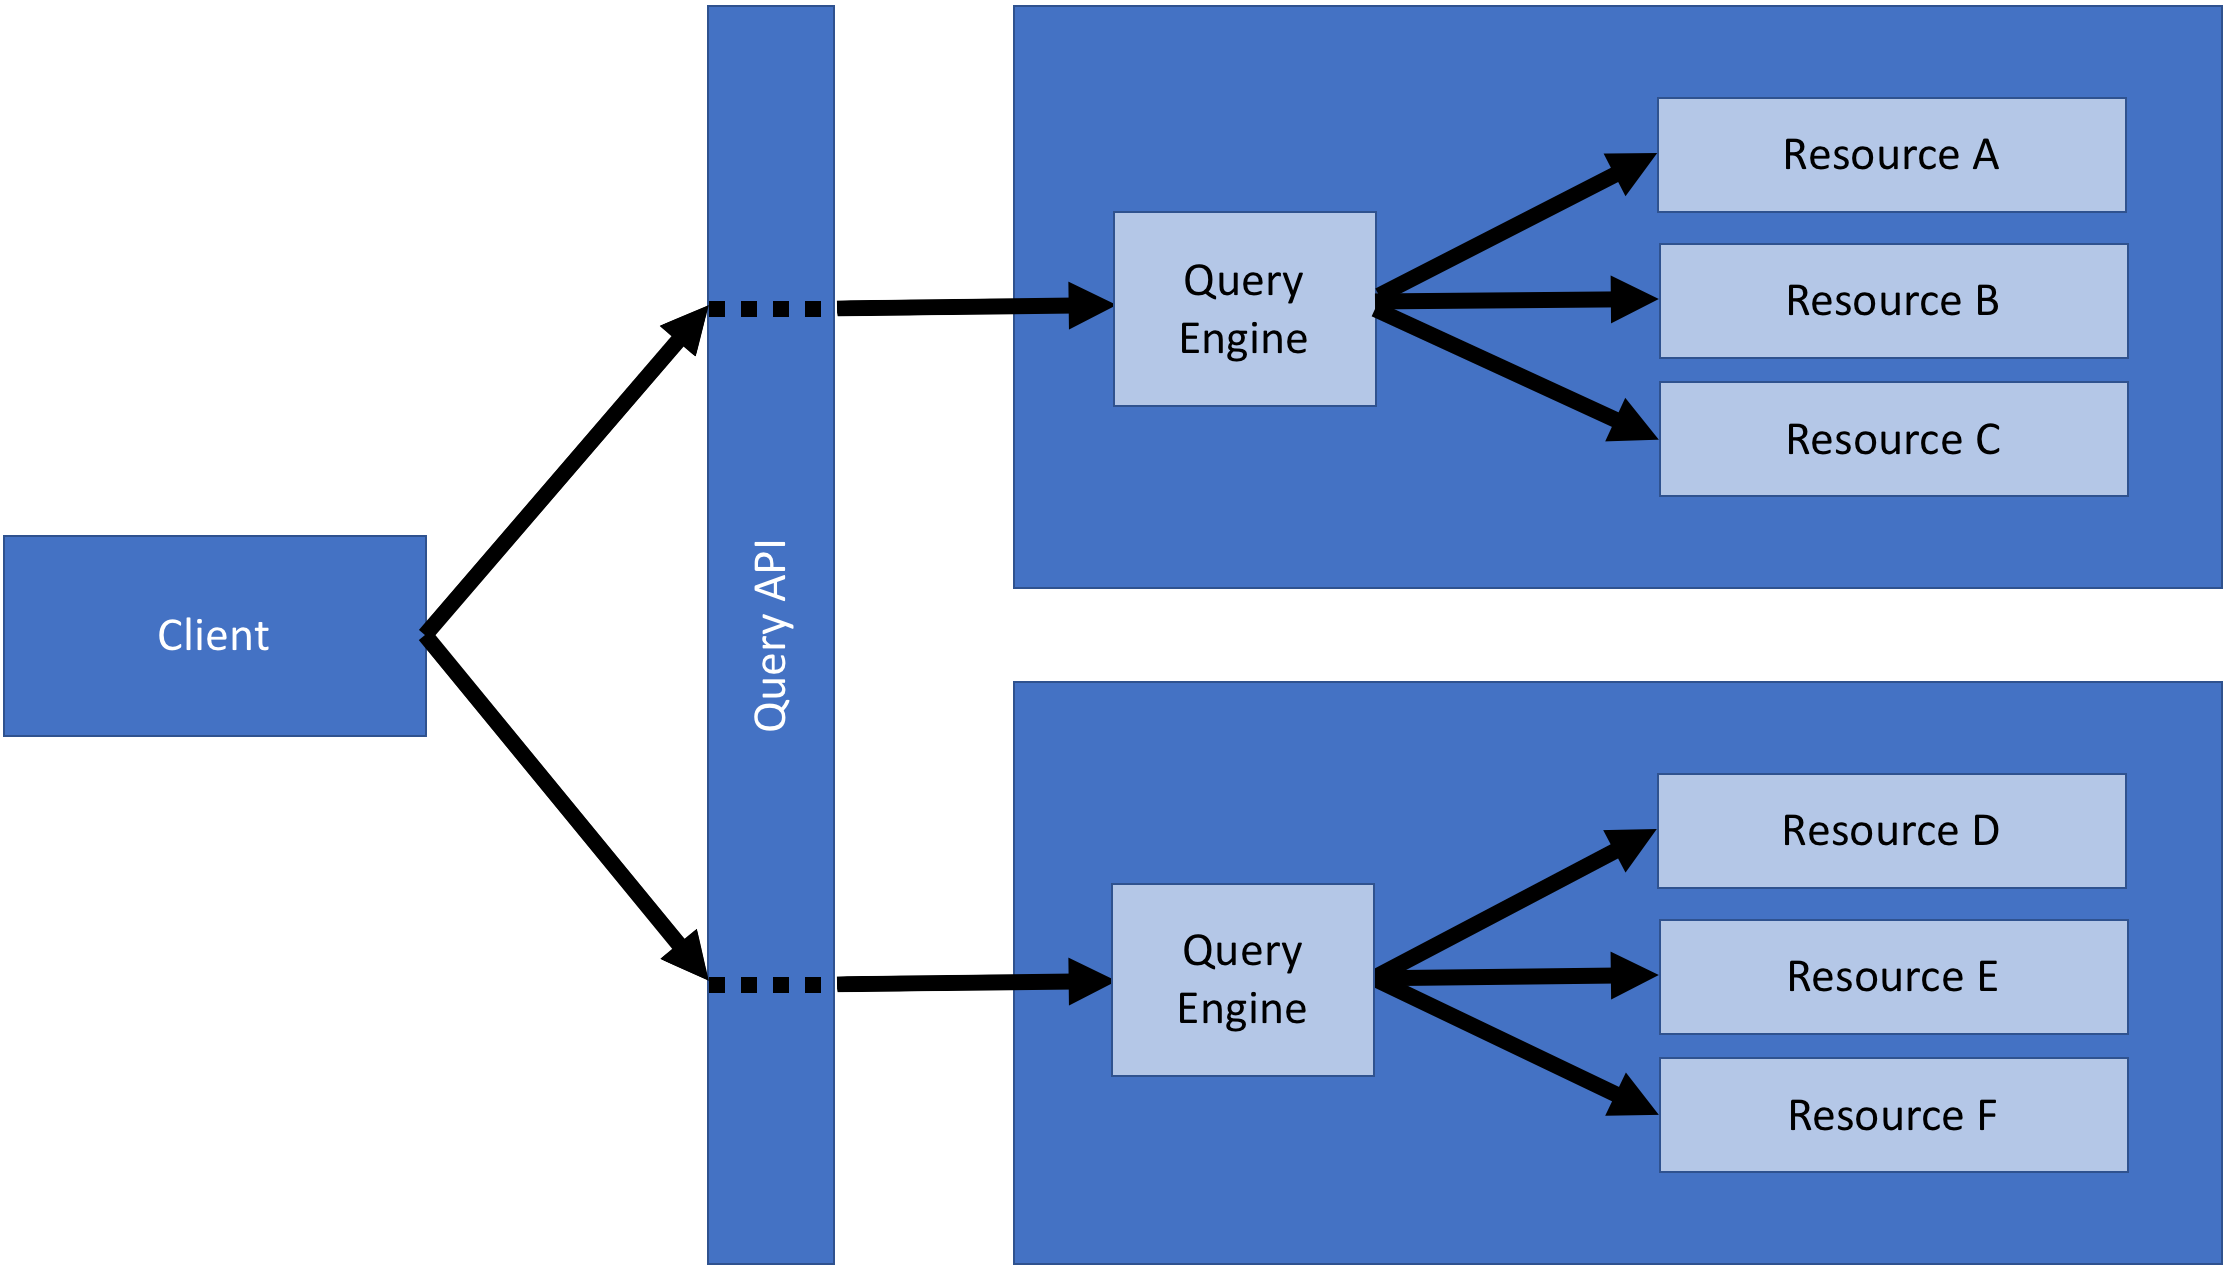 Client
Query API
Query
Engine
Resource A
Resource B
Resource C
Query
Engine
Resource D
Resource E
Resource F